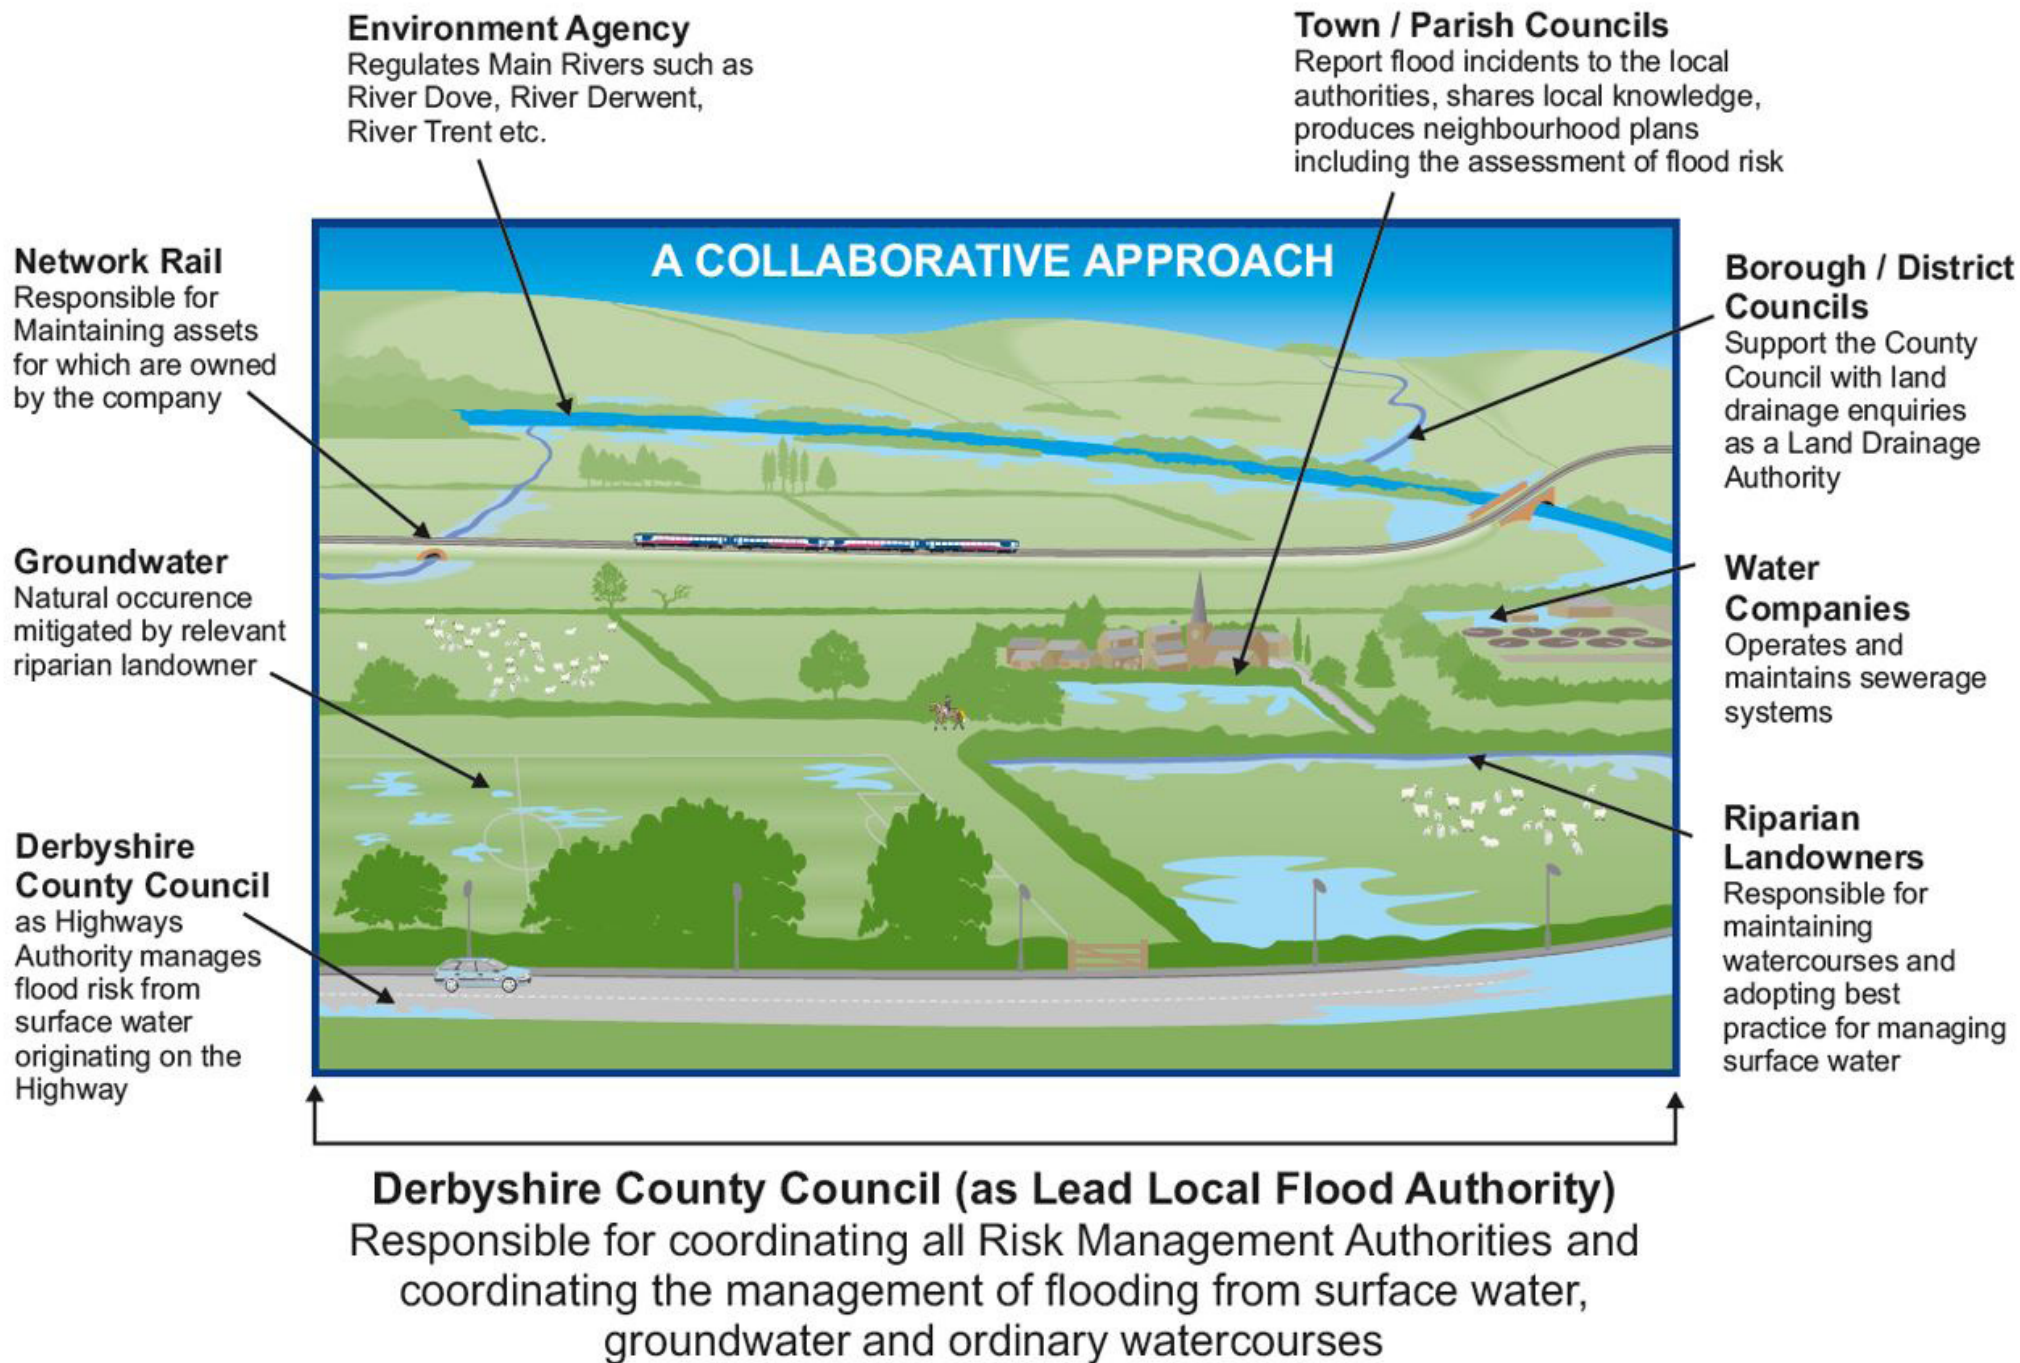 Environment Agency
Regulates Main Rivers such as
River Dove, River Derwent,
River Trent etc.
Town / Parish Councils
Report flood incidents to the local
authorities, shares local knowledge,
produces neighbourhood plans
including the assessment of flood risk
A COLLABORATIVE APPROACH
Network Rail
Responsible for
Maintaining assets
for which are owned
by the company
Groundwater
Natural occurence
mitigated by relevant
riparian landowner
Derbyshire
County Council
as Highways
Authority manages
flood risk from
surface water
originating on the
Highway
Borough / District
Councils
Support the County
Council with land
drainage enquiries
as a Land Drainage
Authority
Water
Companies
Operates and
maintains sewerage
systems
Riparian
Landowners
Responsible for
maintaining
watercourses and
adopting best
practice for managing
surface water
Derbyshire County Council (as Lead Local Flood Authority)
Responsible for coordinating all Risk Management Authorities and
coordinating the management of flooding from surface water,
groundwater and ordinary watercourses